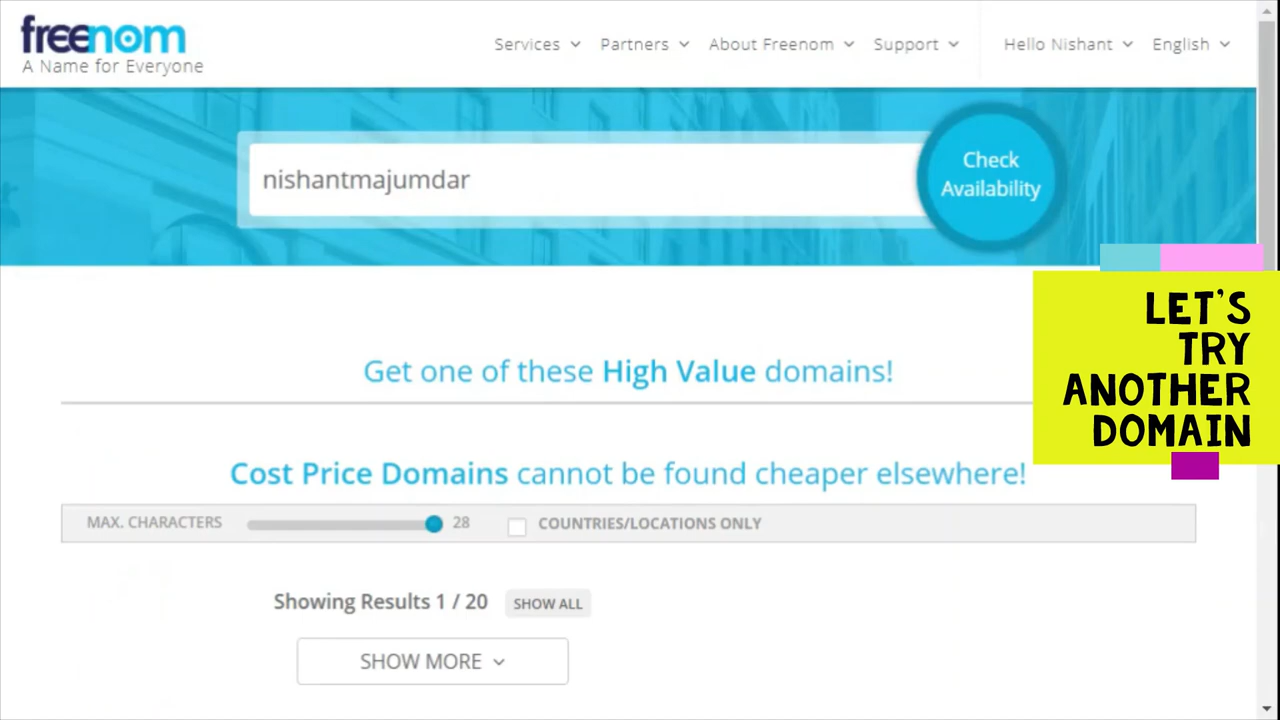 freenom
A Name for Everyone
Services Partners About Freenom Support Hello Nishant English
nishantmajumdar
Check
Availability
LET'S
TRY
ANOTHER
DOMAIN
Get one of these High Value domains!
Cost Price Domains cannot be found cheaper elsewhere!
MAX. CHARACTERS 28 COUNTRIES/LOCATIONS ONLY
Showing Results 1 / 20 SHOW ALL
SHOW MORE